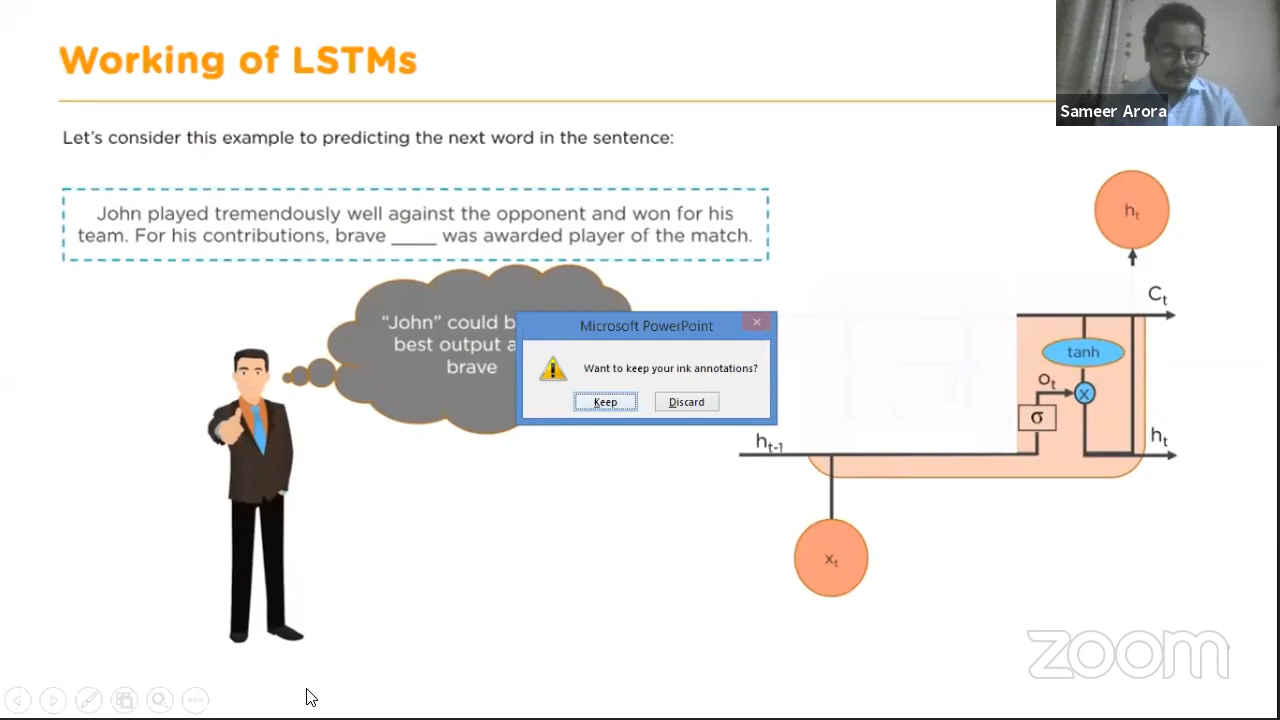 Working of LSTMs
Sameer Arora
Let's consider this example to predicting the next word in the sentence:
John played tremendously well against the opponent and won for his
team. For his contributions, brave ____ was awarded player of the match.
"John" could b
best output a
brave
Microsoft PowerPoint
Want to keep your ink annotations?
Keep
Discard
hₜ
Cₜ
tanh
oₜ
X
σ
hₜ₋₁
hₜ
xₜ
zoom